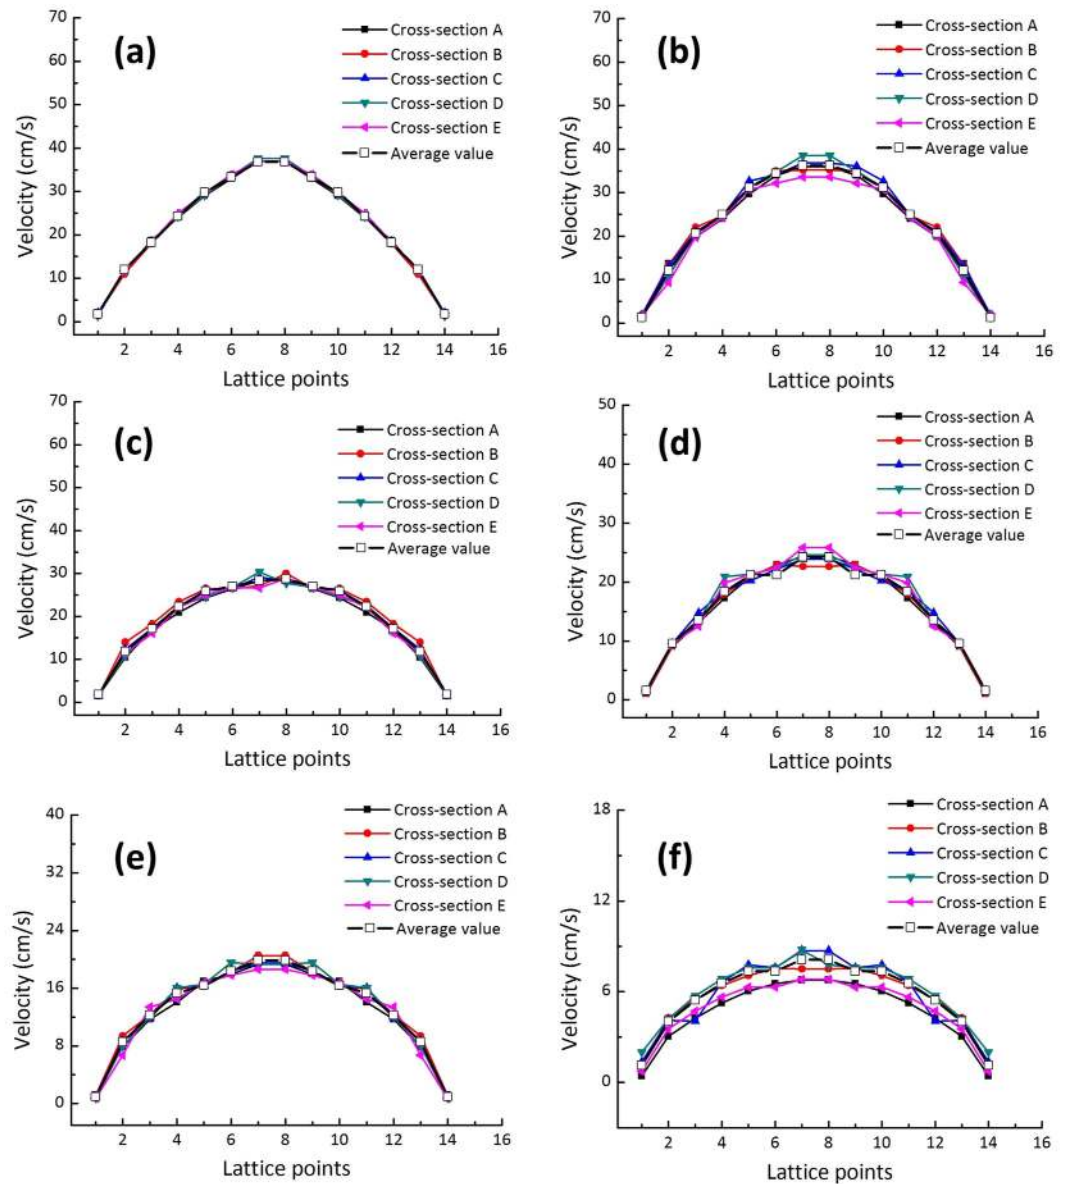 (a)
Cross-section A
Cross-section B
Cross-section C
Cross-section D
Cross-section E
Average value
Velocity (cm/s)
70
60
50
40
30
20
10
0
2 4 6 8 10 12 14 16
Lattice points
(b)
Cross-section A
Cross-section B
Cross-section C
Cross-section D
Cross-section E
Average value
Velocity (cm/s)
70
60
50
40
30
20
10
0
2 4 6 8 10 12 14 16
Lattice points
(c)
Cross-section A
Cross-section B
Cross-section C
Cross-section D
Cross-section E
Average value
Velocity (cm/s)
70
60
50
40
30
20
10
0
2 4 6 8 10 12 14 16
Lattice points
(d)
Cross-section A
Cross-section B
Cross-section C
Cross-section D
Cross-section E
Average value
Velocity (cm/s)
50
40
30
20
10
0
2 4 6 8 10 12 14 16
Lattice points
(e)
Cross-section A
Cross-section B
Cross-section C
Cross-section D
Cross-section E
Average value
Velocity (cm/s)
40
32
24
16
8
0
2 4 6 8 10 12 14 16
Lattice points
(f)
Cross-section A
Cross-section B
Cross-section C
Cross-section D
Cross-section E
Average value
Velocity (cm/s)
18
12
6
0
2 4 6 8 10 12 14 16
Lattice points